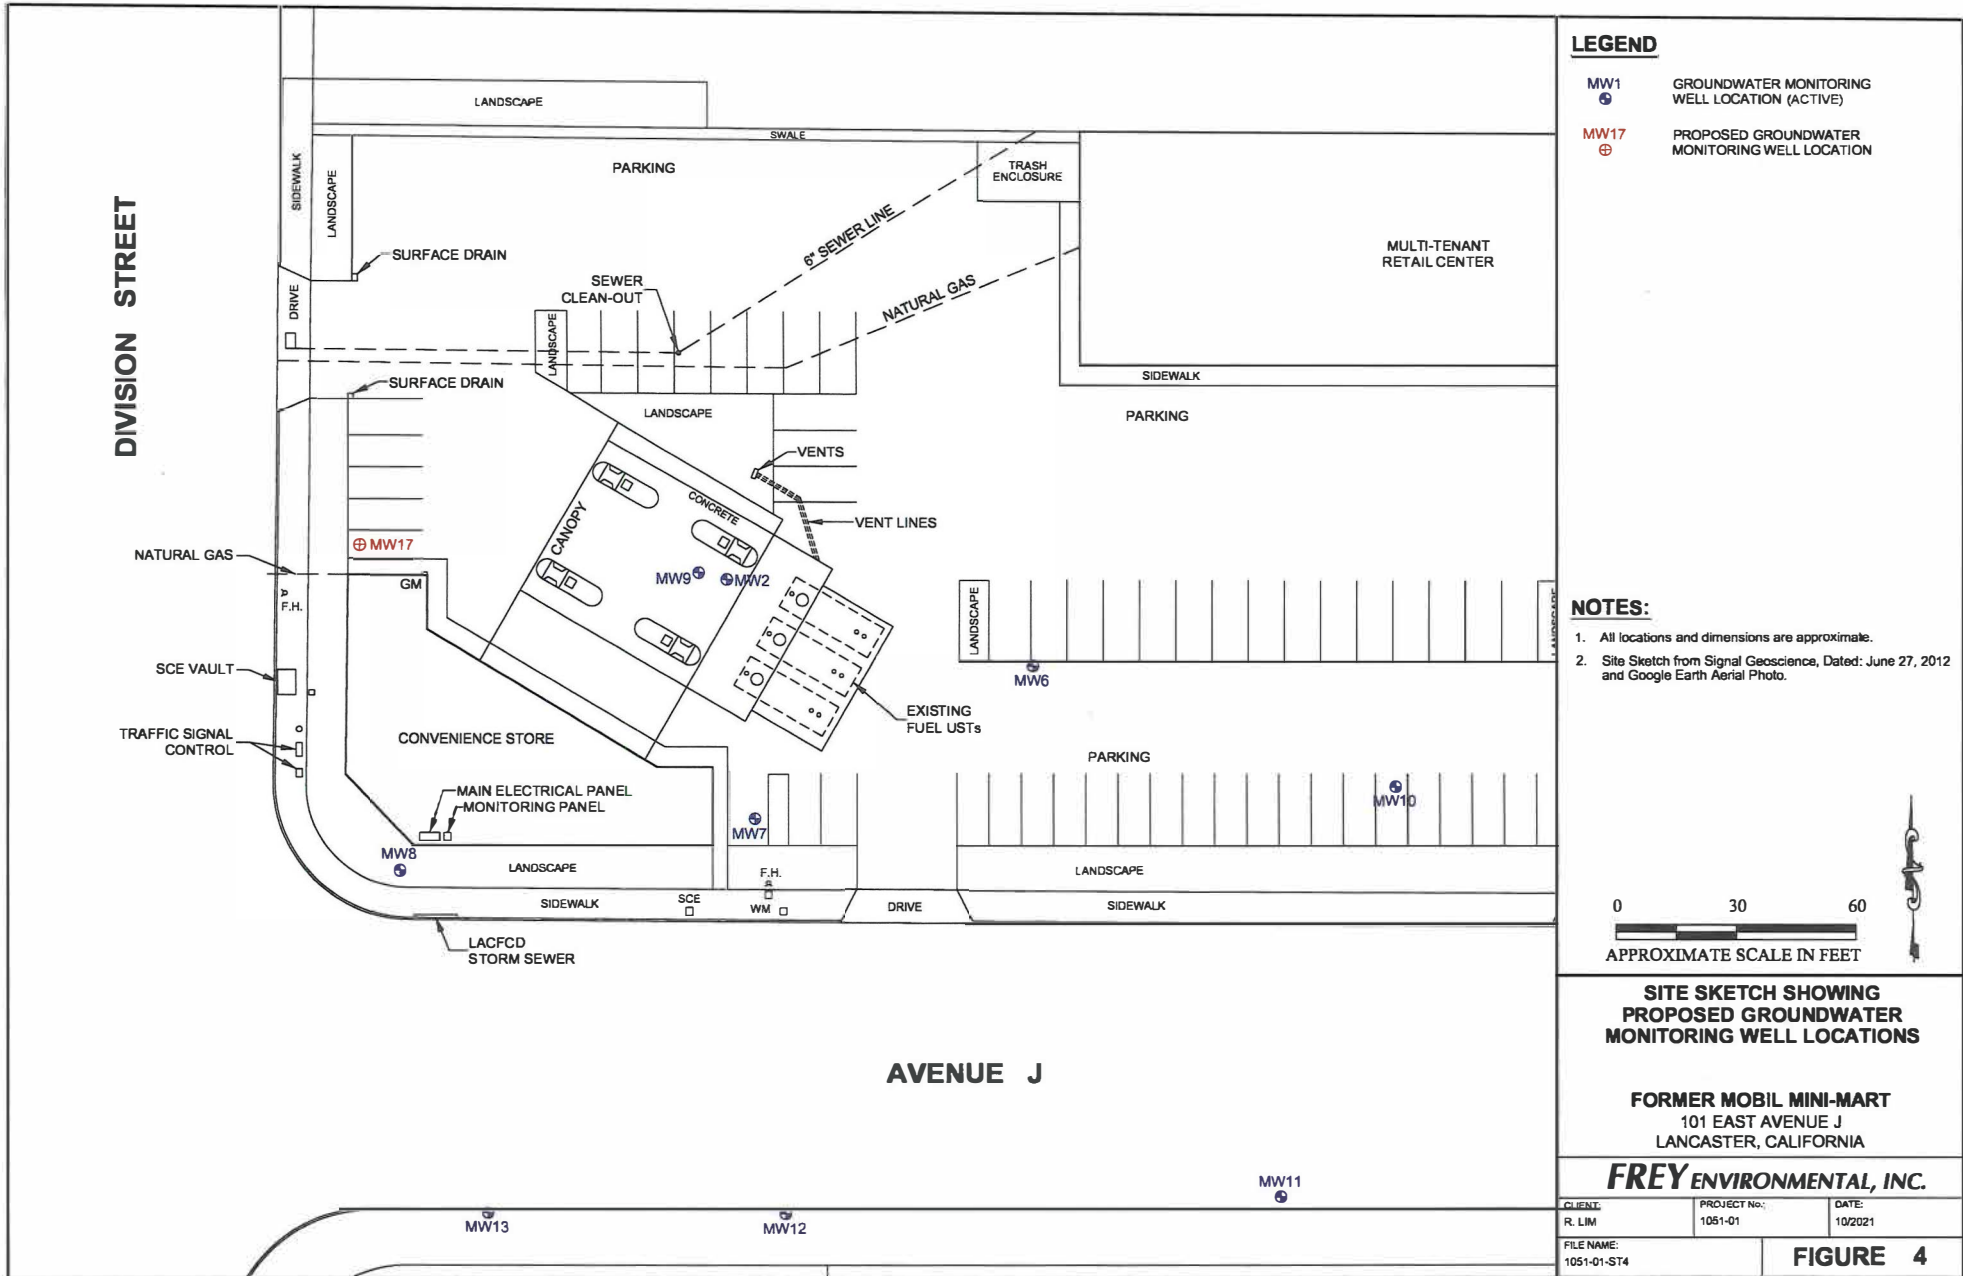 LANDSCAPE
SWALE
PARKING
SIDEWALK
LANDSCAPE
TRASH
ENCLOSURE
DIVISION STREET
SURFACE DRAIN
6" SEWER LINE
SEWER
CLEAN-OUT
NATURAL GAS
MULTI-TENANT
RETAIL CENTER
DRIVE
LANDSCAPE
SURFACE DRAIN
SIDEWALK
LANDSCAPE
PARKING
VENTS
CONCRETE
CANOPY
VENT LINES
MW17
NATURAL GAS
GM
MW9
MW2
F.H.
LANDSCAPE
LANDSCAPE
SCE VAULT
MW6
EXISTING
FUEL USTs
TRAFFIC SIGNAL
CONTROL
CONVENIENCE STORE
PARKING
MAIN ELECTRICAL PANEL
MONITORING PANEL
MW10
MW7
MW8
LANDSCAPE
F.H.
LANDSCAPE
SIDEWALK
SCE
WM
DRIVE
SIDEWALK
LACFCD
STORM SEWER
AVENUE J
MW11
MW13
MW12
LEGEND
MW1
GROUNDWATER MONITORING
WELL LOCATION (ACTIVE)
MW17
PROPOSED GROUNDWATER
MONITORING WELL LOCATION
NOTES:
1. All locations and dimensions are approximate.
2. Site Sketch from Signal Geoscience, Dated: June 27, 2012
and Google Earth Aerial Photo.
0 30 60
APPROXIMATE SCALE IN FEET
SITE SKETCH SHOWING
PROPOSED GROUNDWATER
MONITORING WELL LOCATIONS
FORMER MOBIL MINI-MART
101 EAST AVENUE J
LANCASTER, CALIFORNIA
FREY ENVIRONMENTAL, INC.
CLIENT:
R. LIM
PROJECT No.:
1051-01
DATE:
10/2021
FILE NAME:
1051-01-ST4
FIGURE 4